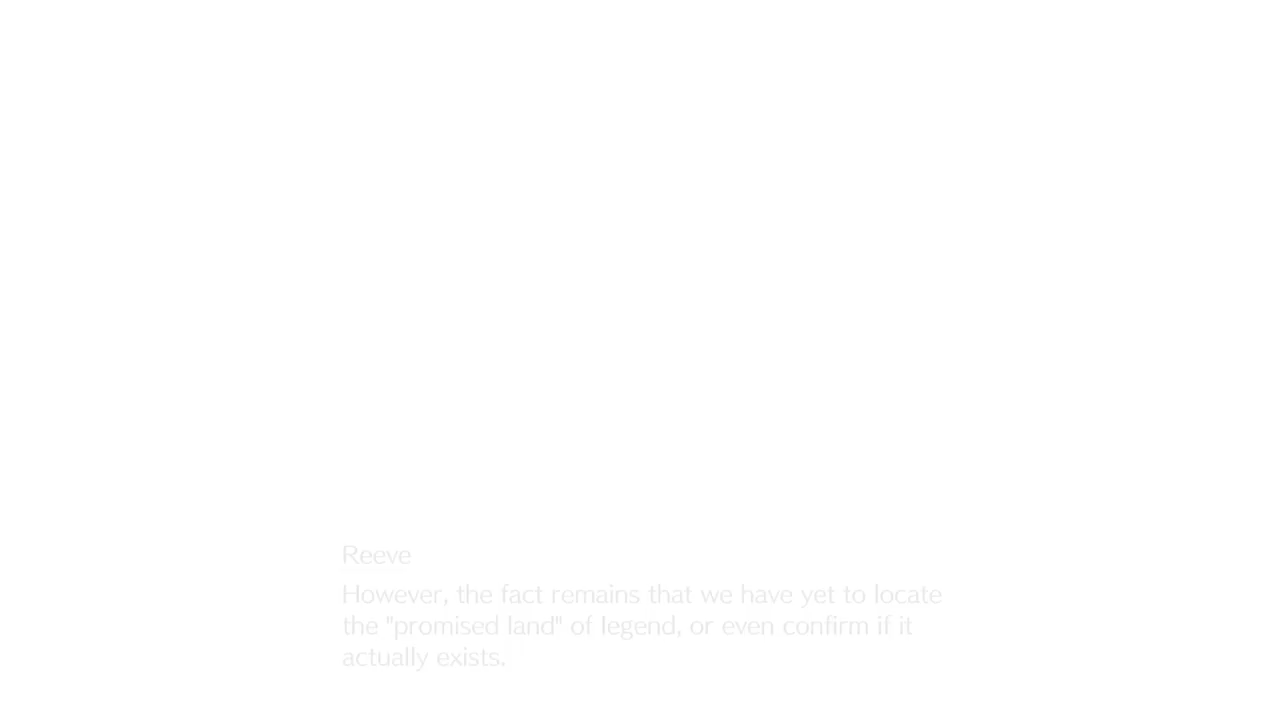 Reeve
However, the fact remains that we have yet to locate
the "promised land" of legend, or even confirm if it
actually exists.